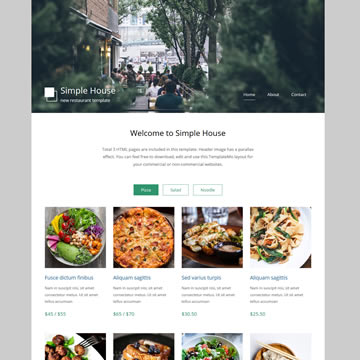 Simple House
new restaurant template
Home About Contact
Welcome to Simple House
Total 3 HTML pages are included in this template. Header image has a parallax
effect. You can feel free to download, edit and use this TemplateMo layout for
your commercial or non-commercial websites.
Pizza Salad Noodle
Fusce dictum finibus
Nam in suscipit nisi, sit amet
consectetur metus. Ut sit amet
tellus accumsan
$45 / $55
Aliquam sagittis
Nam in suscipit nisi, sit amet
consectetur metus. Ut sit amet
tellus accumsan
$65 / $70
Sed varius turpis
Nam in suscipit nisi, sit amet
consectetur metus. Ut sit amet
tellus accumsan
$30.50
Aliquam sagittis
Nam in suscipit nisi, sit amet
consectetur metus. Ut sit amet
tellus accumsan
$25.50